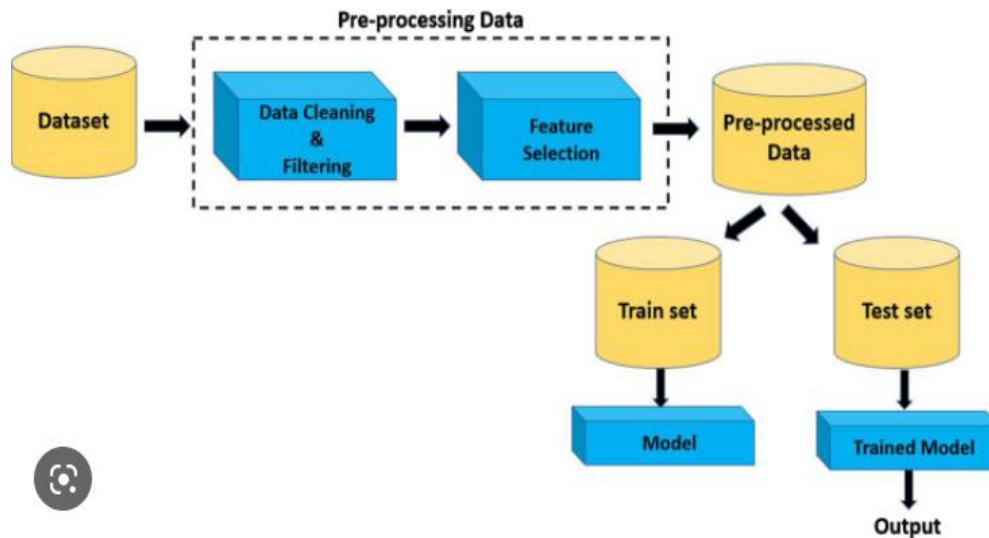 Pre-processing Data
Dataset
Data Cleaning
&
Filtering
Feature
Selection
Pre-processed
Data
Train set
Test set
Model
Trained Model
Output